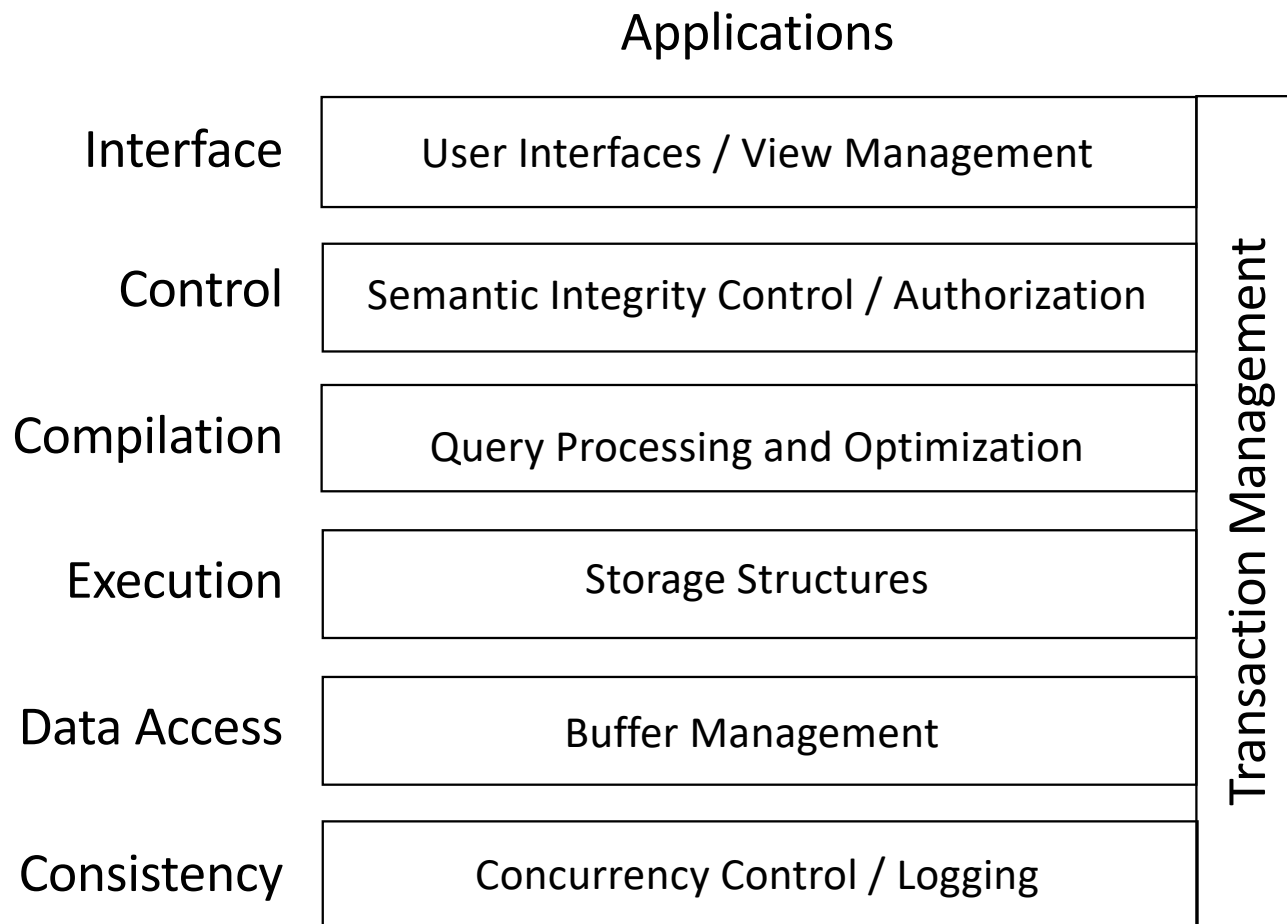 Applications
Interface
User Interfaces / View Management
Control
Semantic Integrity Control / Authorization
Compilation
Query Processing and Optimization
Execution
Storage Structures
Data Access
Buffer Management
Consistency
Concurrency Control / Logging
Transaction Management